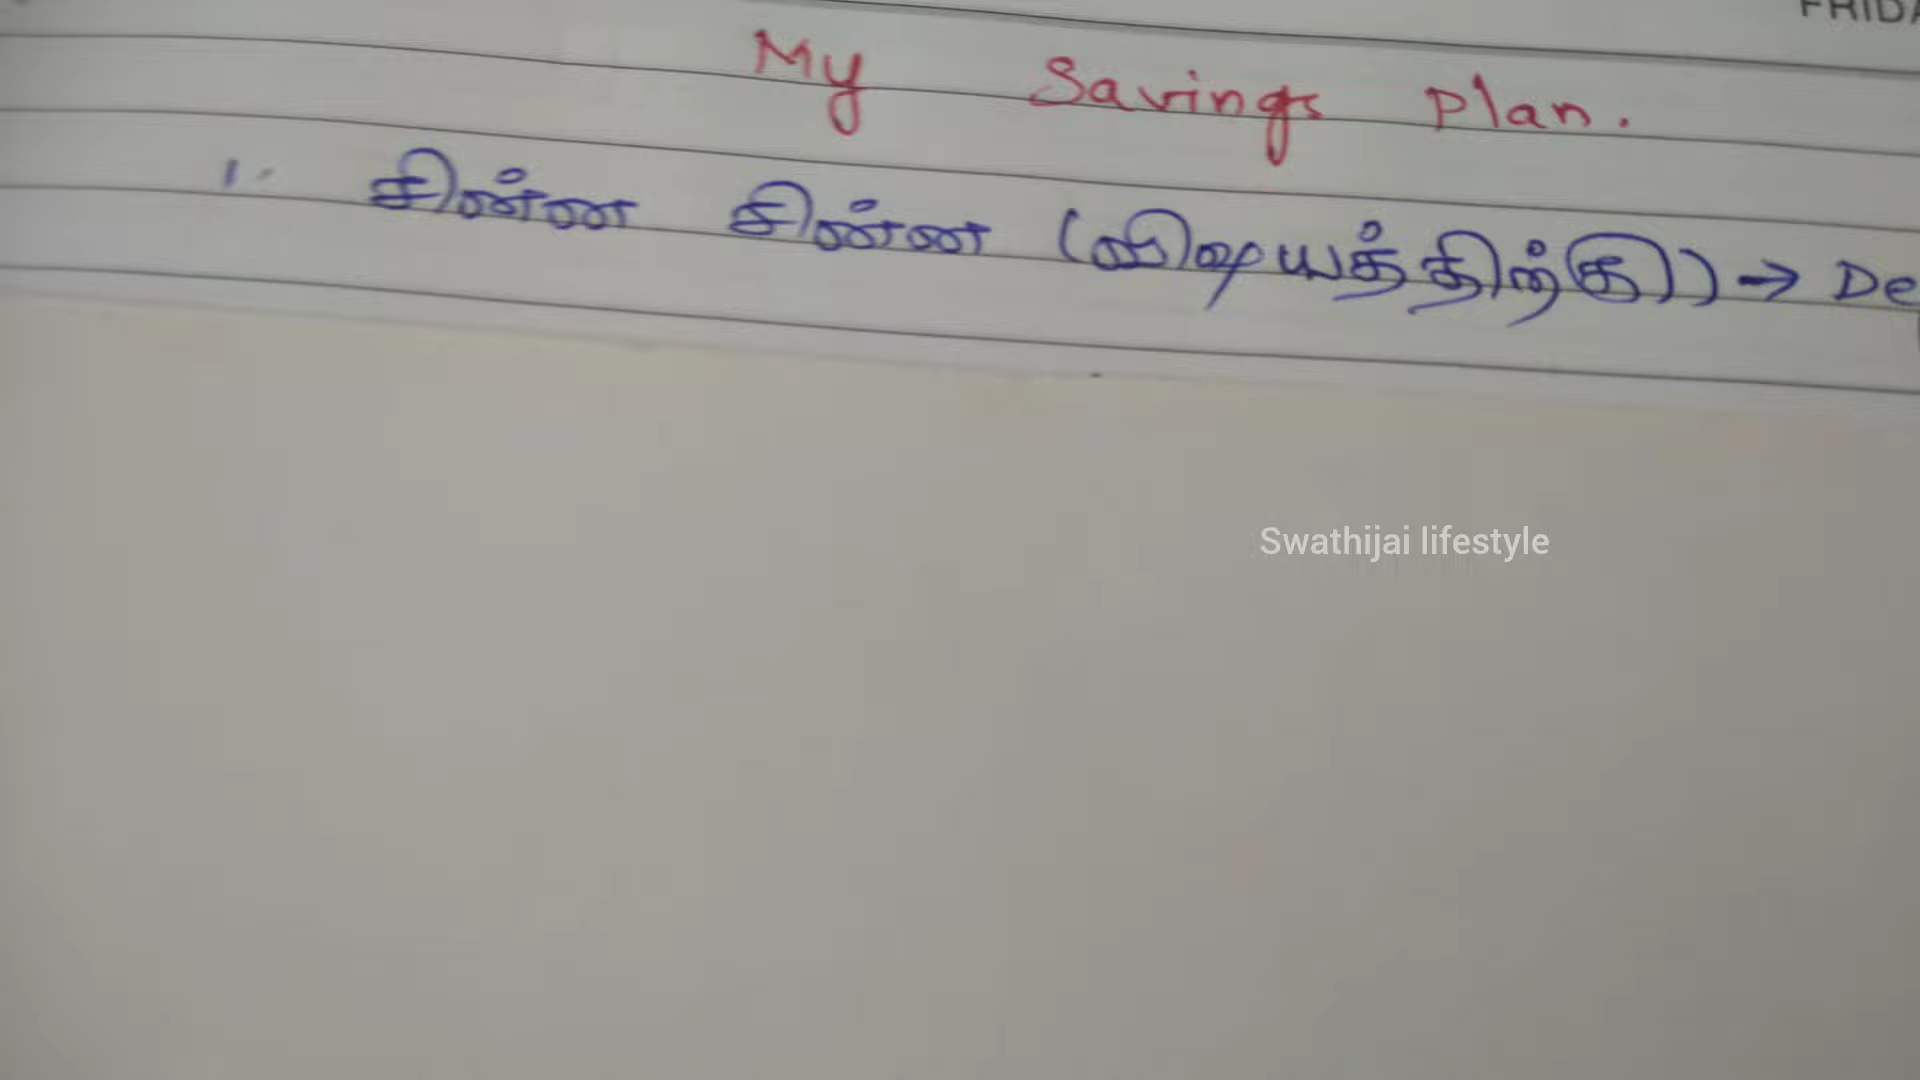 My Savings Plan.
1. சின்ன சின்ன (விஷயத்திற்கு) → De
Swathijai lifestyle